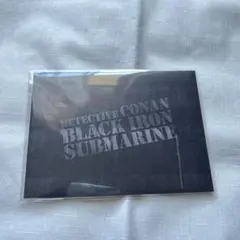 DETECTIVE CONAN
BLACK IRON
SUBMARINE